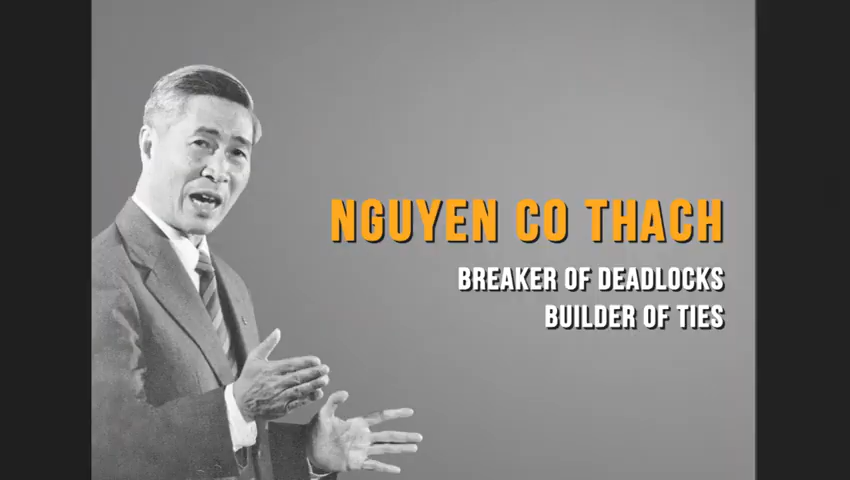 NGUYEN CO THACH
BREAKER OF DEADLOCKS
BUILDER OF TIES